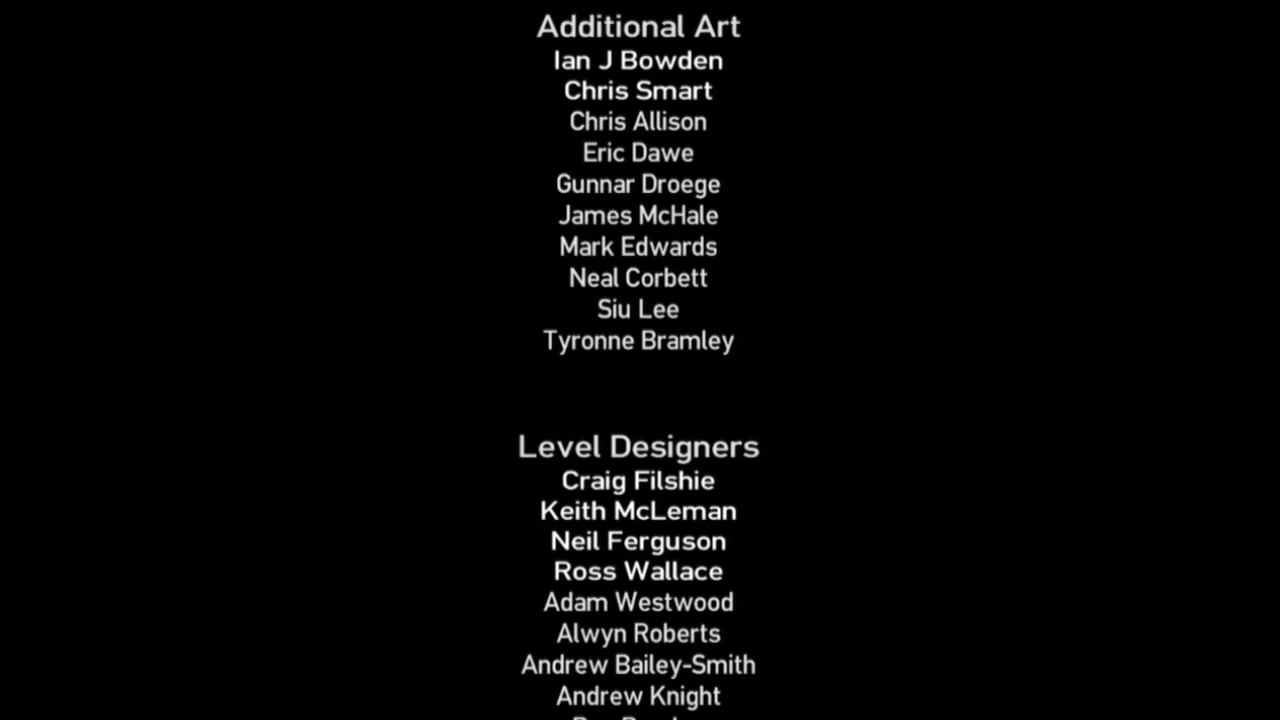 Additional Art
Ian J Bowden
Chris Smart
Chris Allison
Eric Dawe
Gunnar Droege
James McHale
Mark Edwards
Neal Corbett
Siu Lee
Tyronne Bramley
Level Designers
Craig Filshie
Keith McLeman
Neil Ferguson
Ross Wallace
Adam Westwood
Alwyn Roberts
Andrew Bailey-Smith
Andrew Knight